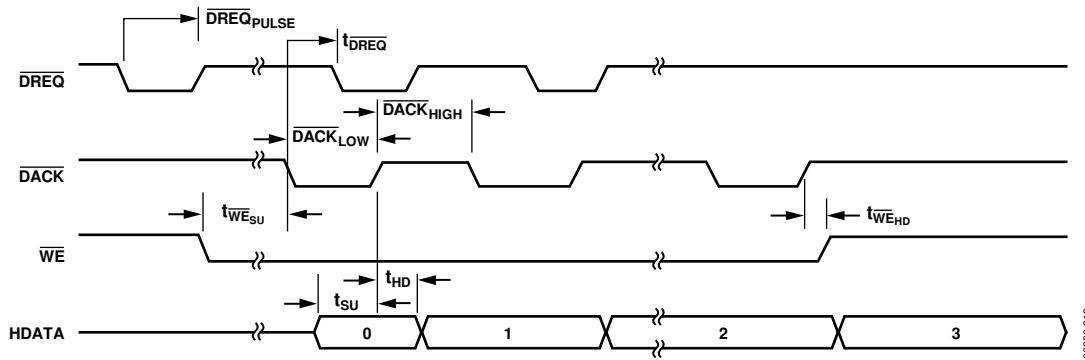 DREQPULSE
tDREQ
DREQ
DACKHIGH
DACKLOW
DACK
tWESU
tWEHD
WE
tHD
tSU
HDATA 0 1 2 3